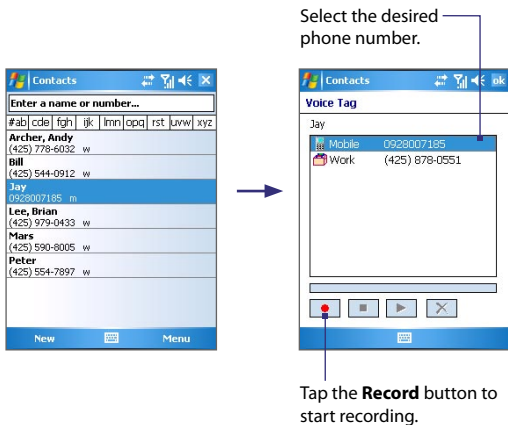 Select the desired
phone number.
Contacts
Enter a name or number...
#ab cde fgh ijk lmn opq rst uvw xyz
Archer, Andy
(425) 778-6032 w
Bill
(425) 544-0912 w
Jay
0928007185 m
Lee, Brian
(425) 979-0433 w
Mars
(425) 590-8005 w
Peter
(425) 554-7897 w
New Menu
Contacts ok
Voice Tag
Jay
Mobile 0928007185
Work (425) 878-0551
Tap the Record button to
start recording.